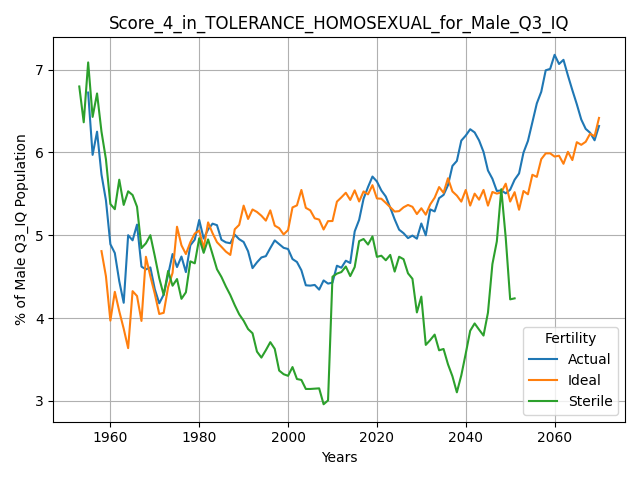 Score_4_in_TOLERANCE_HOMOSEXUAL_for_Male_Q3_IQ
% of Male Q3_IQ Population
7
6
5
4
3
1960 1980 2000 2020 2040 2060
Years
Fertility
Actual
Ideal
Sterile